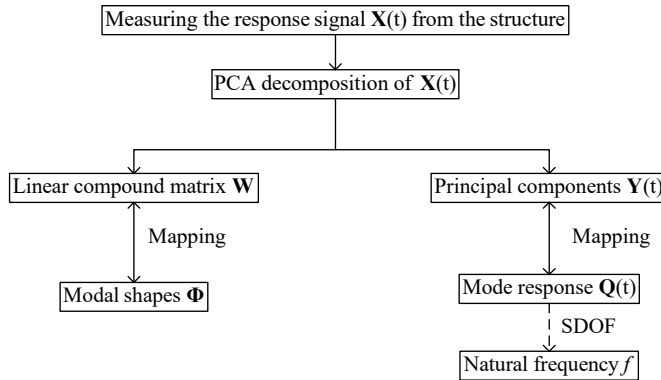 Measuring the response signal X(t) from the structure
PCA decomposition of X(t)
Linear compound matrix W
Principal components Y(t)
Mapping
Mapping
Modal shapes Φ
Mode response Q(t)
SDOF
Natural frequency f